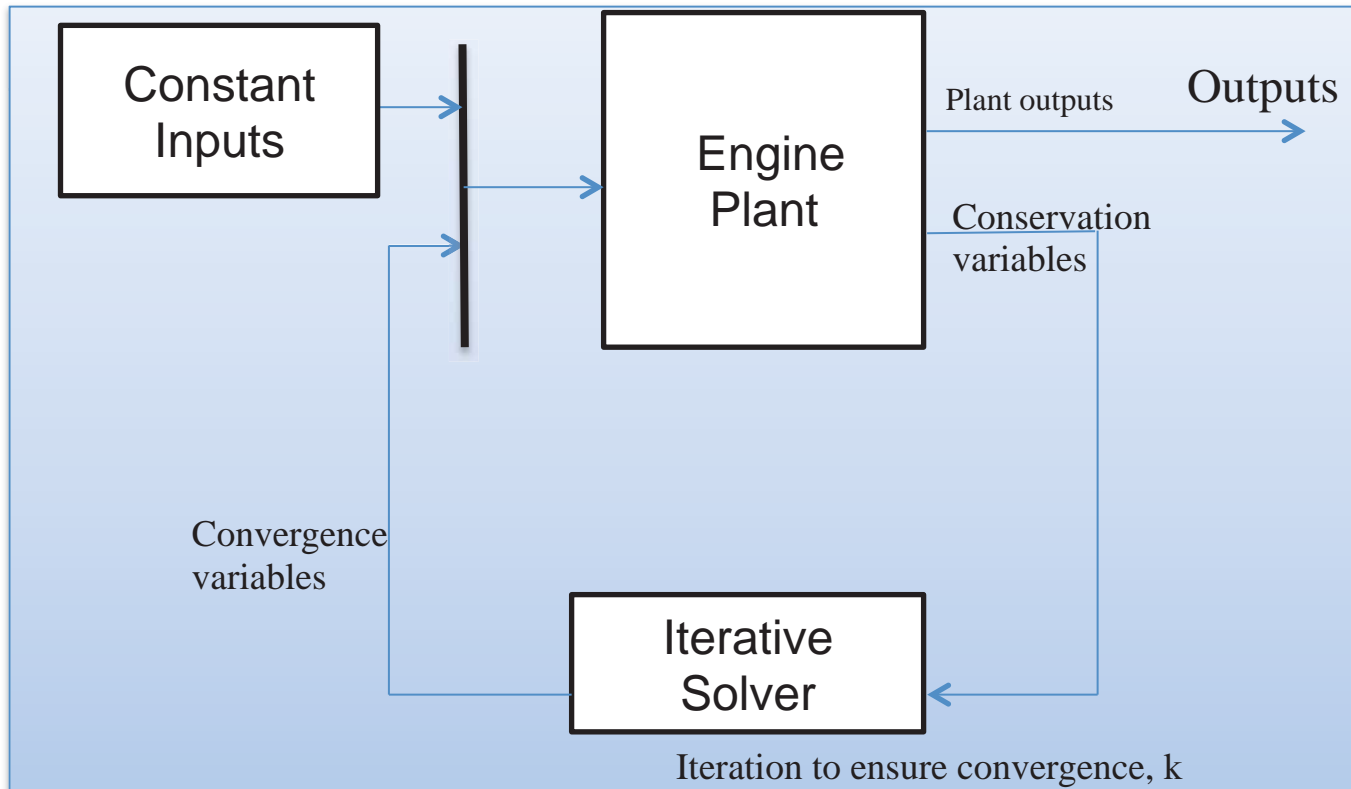 Constant
Inputs
Engine
Plant
Plant outputs
Outputs
Conservation
variables
Convergence
variables
Iterative
Solver
Iteration to ensure convergence, k